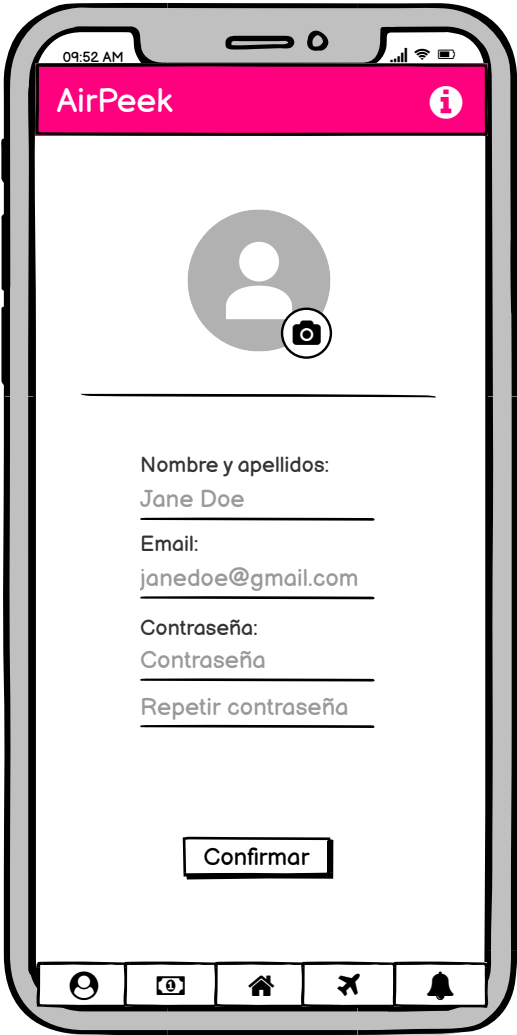 09:52 AM
AirPeek
Nombre y apellidos:
Jane Doe
Email:
janedoe@gmail.com
Contraseña:
Contraseña
Repetir contraseña
Confirmar